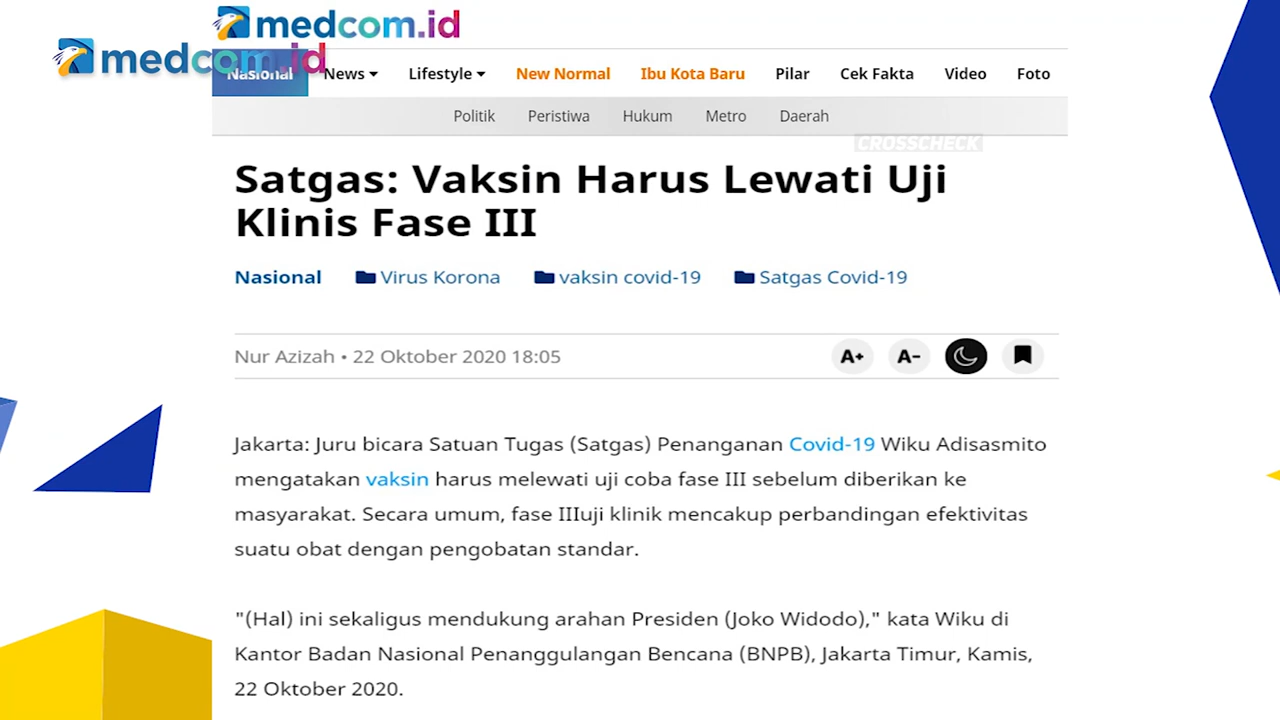 medcom.id
medcom.id
Nasional News Lifestyle New Normal Ibu Kota Baru Pilar Cek Fakta Video Foto
Politik Peristiwa Hukum Metro Daerah
CROSSCHECK
Satgas: Vaksin Harus Lewati Uji
Klinis Fase III
Nasional Virus Korona vaksin covid-19 Satgas Covid-19
Nur Azizah • 22 Oktober 2020 18:05 A+ A-
Jakarta: Juru bicara Satuan Tugas (Satgas) Penanganan Covid-19 Wiku Adisasmito
mengatakan vaksin harus melewati uji coba fase III sebelum diberikan ke
masyarakat. Secara umum, fase IIIuji klinik mencakup perbandingan efektivitas
suatu obat dengan pengobatan standar.
"(Hal) ini sekaligus mendukung arahan Presiden (Joko Widodo)," kata Wiku di
Kantor Badan Nasional Penanggulangan Bencana (BNPB), Jakarta Timur, Kamis,
22 Oktober 2020.